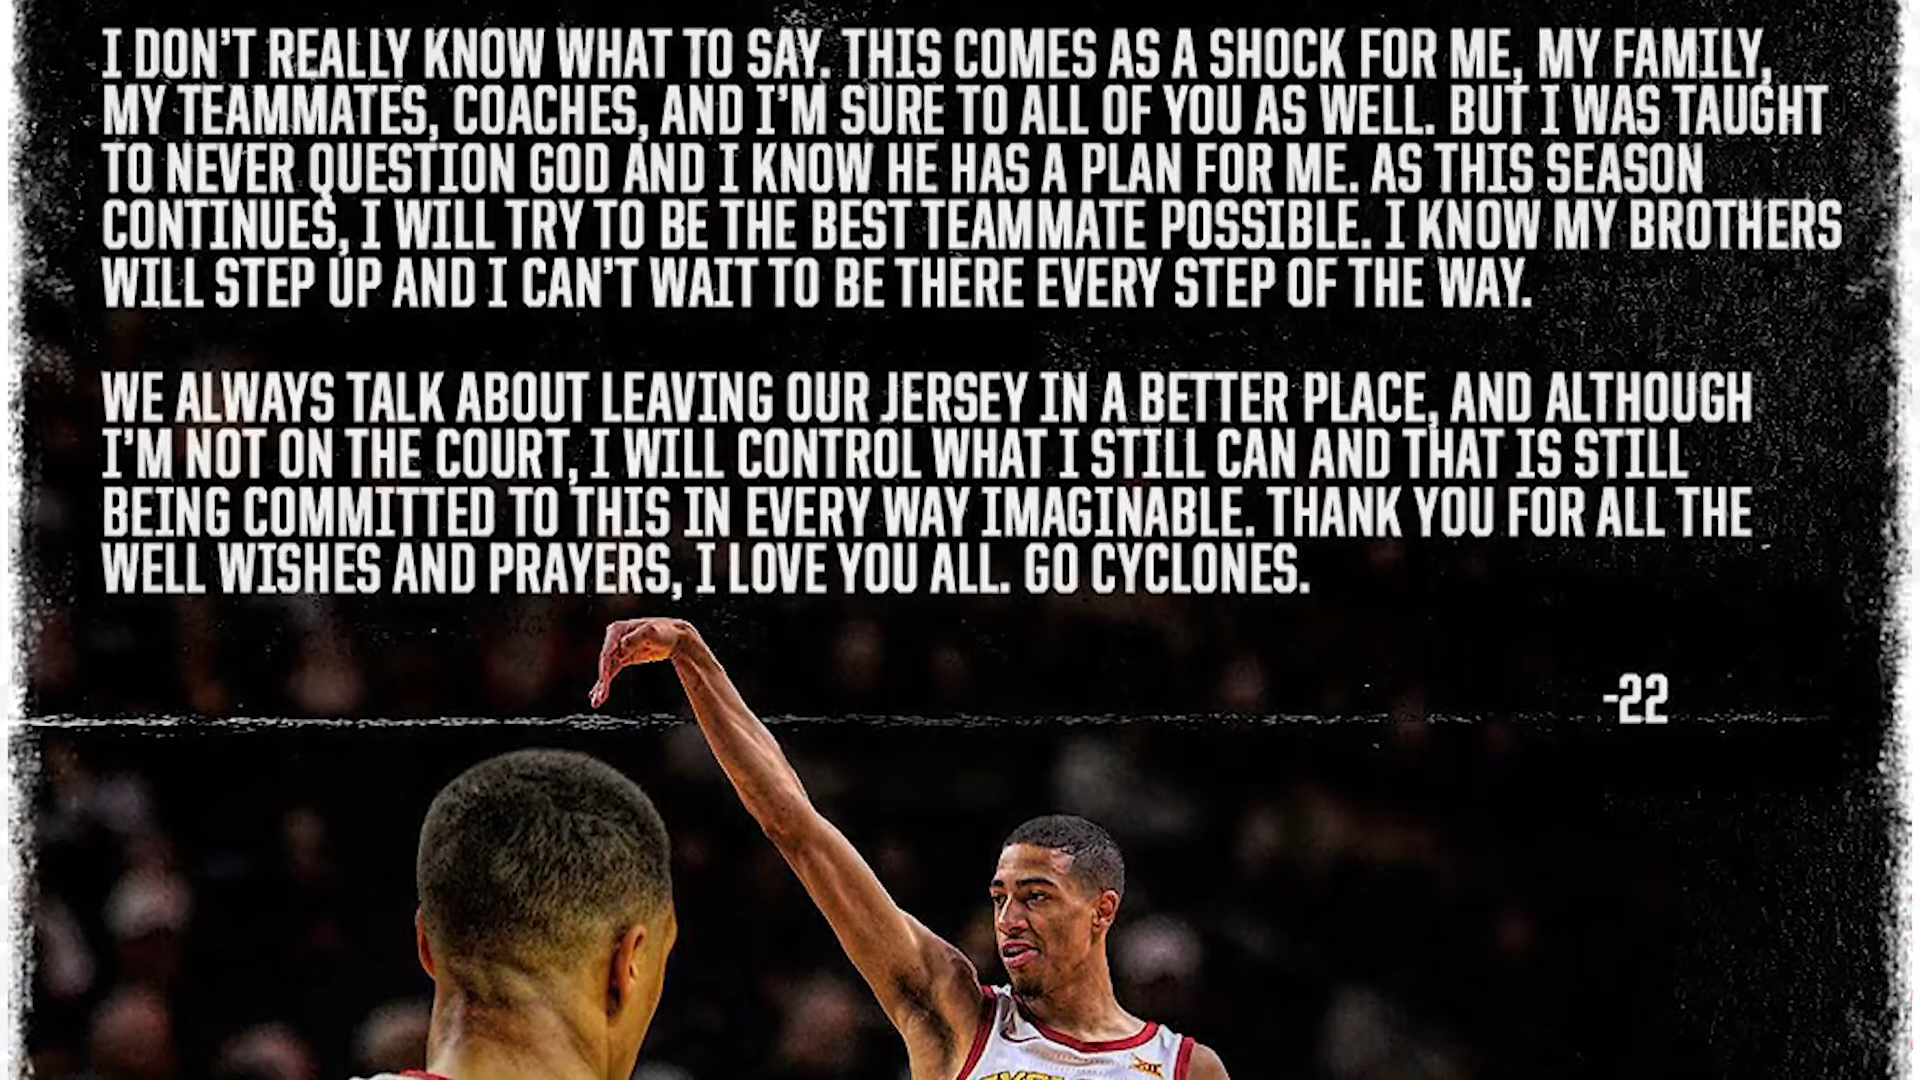 I DON'T REALLY KNOW WHAT TO SAY. THIS COMES AS A SHOCK FOR ME, MY FAMILY,
MY TEAMMATES, COACHES, AND I'M SURE TO ALL OF YOU AS WELL. BUT I WAS TAUGHT
TO NEVER QUESTION GOD AND I KNOW HE HAS A PLAN FOR ME. AS THIS SEASON
CONTINUES, I WILL TRY TO BE THE BEST TEAMMATE POSSIBLE. I KNOW MY BROTHERS
WILL STEP UP AND I CAN'T WAIT TO BE THERE EVERY STEP OF THE WAY.
WE ALWAYS TALK ABOUT LEAVING OUR JERSEY IN A BETTER PLACE, AND ALTHOUGH
I'M NOT ON THE COURT, I WILL CONTROL WHAT I STILL CAN AND THAT IS STILL
BEING COMMITTED TO THIS IN EVERY WAY IMAGINABLE. THANK YOU FOR ALL THE
WELL WISHES AND PRAYERS, I LOVE YOU ALL. GO CYCLONES.
-22